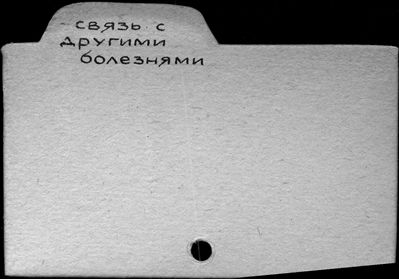 связь с
другими
болезнями